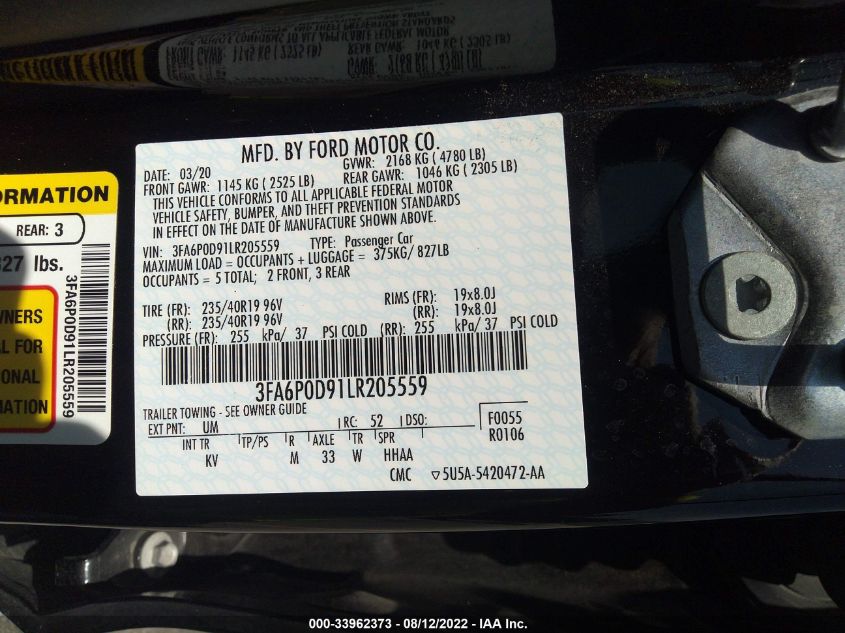 MFD. BY FORD MOTOR CO.
DATE: 03/20 GVWR: 2168 KG ( 4780 LB)
FRONT GAWR: 1145 KG ( 2525 LB) REAR GAWR: 1046 KG ( 2305 LB)
THIS VEHICLE CONFORMS TO ALL APPLICABLE FEDERAL MOTOR
VEHICLE SAFETY, BUMPER, AND THEFT PREVENTION STANDARDS
IN EFFECT ON THE DATE OF MANUFACTURE SHOWN ABOVE.
VIN: 3FA6P0D91LR205559 TYPE: Passenger Car
MAXIMUM LOAD = OCCUPANTS + LUGGAGE = 375KG/ 827LB
OCCUPANTS = 5 TOTAL; 2 FRONT, 3 REAR
TIRE (FR): 235/40R19 96V RIMS (FR): 19x8.0J
(RR): 235/40R19 96V (RR): 19x8.0J
PRESSURE (FR): 255 kPa/ 37 PSI COLD (RR): 255 kPa/ 37 PSI COLD
3FA6P0D91LR205559
TRAILER TOWING - SEE OWNER GUIDE
EXT PNT: UM RC: 52 DSO: F0055
R0106
INT TR TP/PS R AXLE TR SPR
KV M 33 W HHAA
CMC ▽5U5A-5420472-AA
ORMATION
REAR: 3
827 lbs.
WNERS
AL FOR
IONAL
MATION
3FA6P0D91LR205559
000-33962373 - 08/12/2022 - IAA Inc.